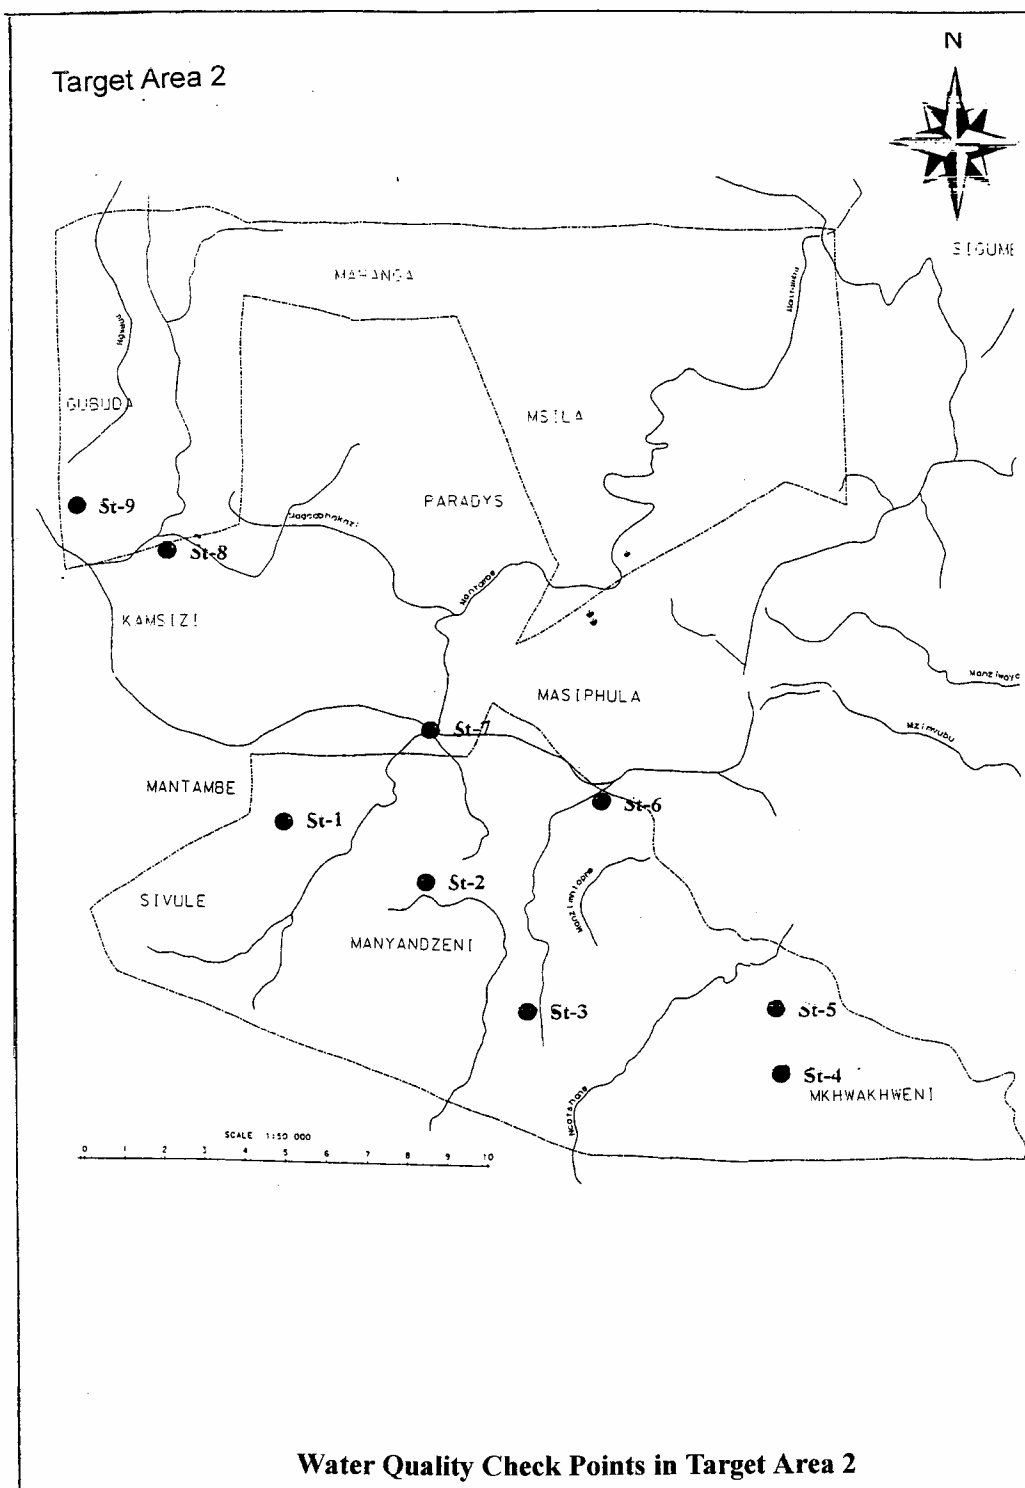 N
Target Area 2
SIGUME
MAHANGA
GUBUDA
MSILA
PARADYS
St-9
St-8
KAMSIZI
MASIPHULA
Mzimvubu
St-7
MANTAMBE
St-6
St-1
St-2
SIVULE
MANYANDZENI
St-3
St-5
St-4
MKHWAKHWENI
Ncotshane
SCALE 1:50 000
0 1 2 3 4 5 6 7 8 9 10
Water Quality Check Points in Target Area 2